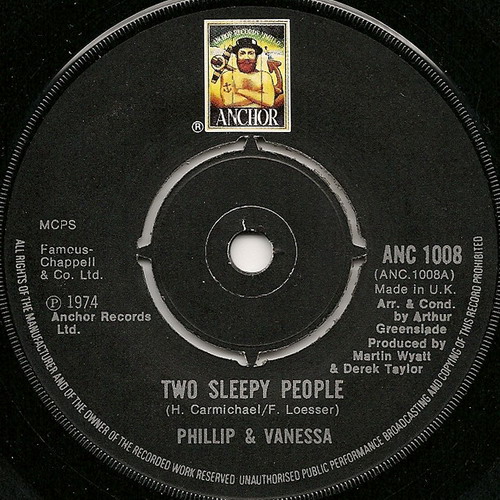 ANCHOR RECORDS LIMITED
ANCHOR
®
MCPS
Famous-
Chappell
& Co. Ltd.
℗ 1974
Anchor Records
Ltd.
ANC 1008
(ANC.1008A)
Made in U.K.
Arr. & Cond.
by Arthur
Greenslade
Produced by
Martin Wyatt
& Derek Taylor
TWO SLEEPY PEOPLE
(H. Carmichael/F. Loesser)
PHILLIP & VANESSA
ALL RIGHTS OF THE MANUFACTURER AND OF THE OWNER OF THE RECORDED WORK RESERVED UNAUTHORISED PUBLIC PERFORMANCE BROADCASTING AND COPYING OF THIS RECORD PROHIBITED